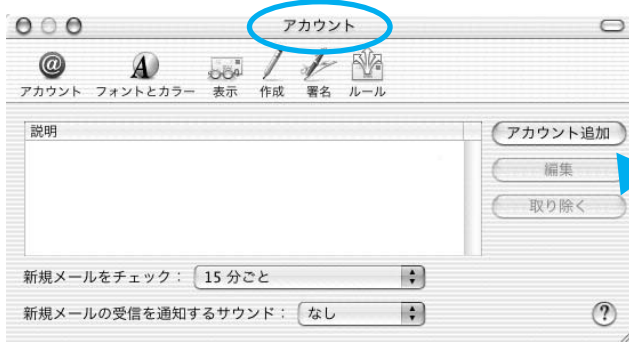 アカウント
アカウント フォントとカラー 表示 作成 署名 ルール
説明
アカウント追加
編集
取り除く
新規メールをチェック： 15 分ごと
新規メールの受信を通知するサウンド： なし
?